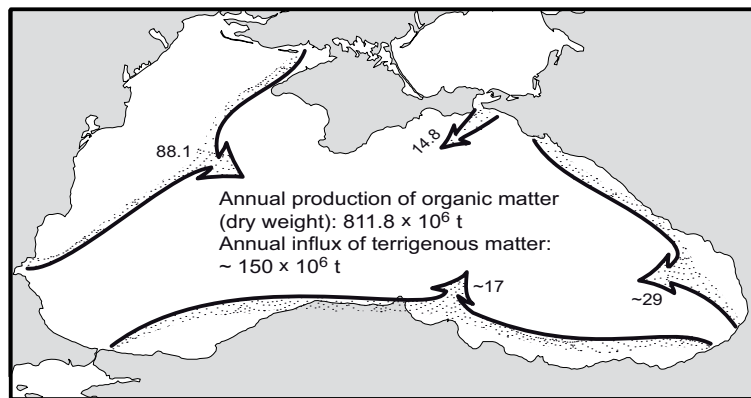 14.8
88.1
Annual production of organic matter
(dry weight): 811.8 × 10⁶ t
Annual influx of terrigenous matter:
~ 150 × 10⁶ t
~17
~29